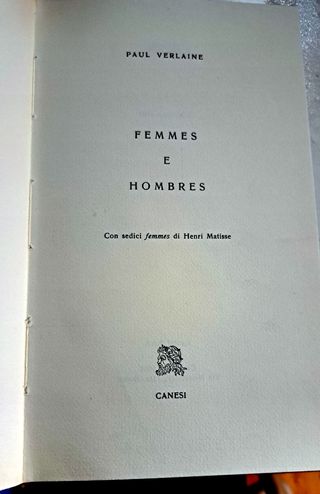 PAUL VERLAINE
FEMMES
E
HOMBRES
Con sedici femmes di Henri Matisse
CANESI